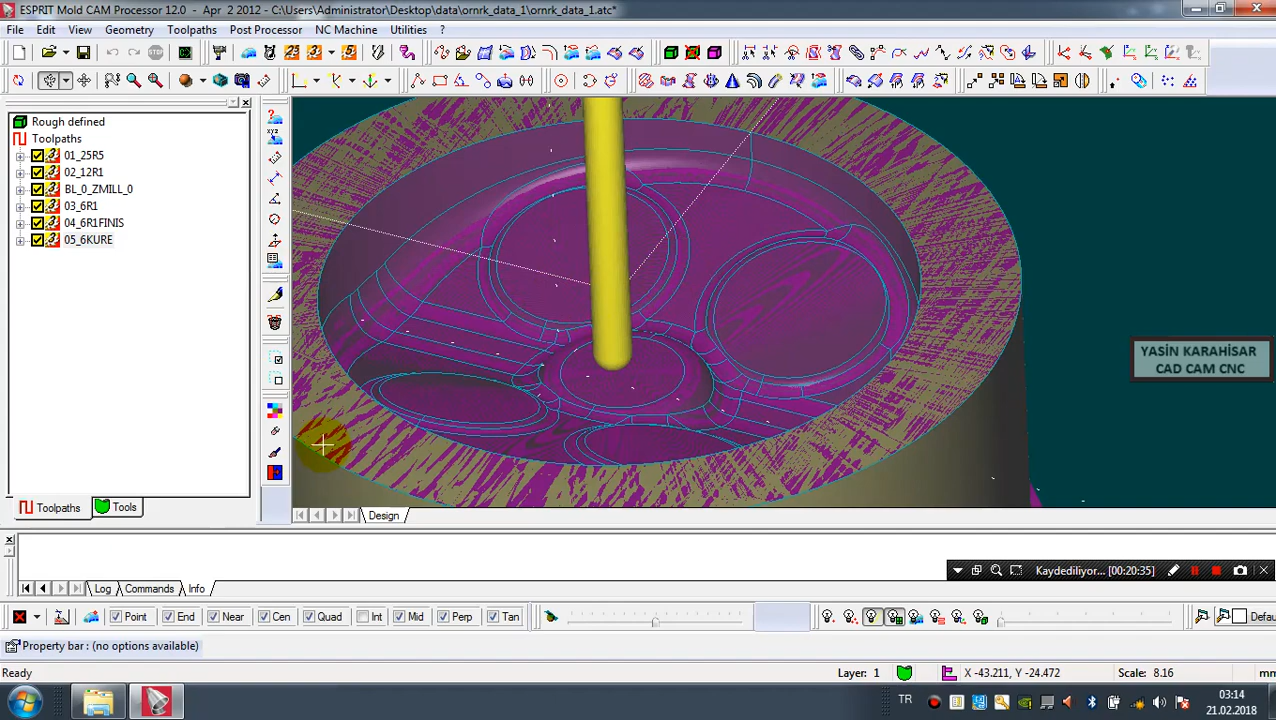 ESPRIT Mold CAM Processor 12.0 - Apr 2 2012 - C:\Users\Administrator\Desktop\data\ornrk_data_1\ornrk_data_1.atc*
File Edit View Geometry Toolpaths Post Processor NC Machine Utilities ?
Rough defined
Toolpaths
01_25R5
02_12R1
BL_0_ZMILL_0
03_6R1
04_6R1FINIS
05_6KURE
YASİN KARAHİSAR
CAD CAM CNC
Toolpaths Tools
Design
Kaydediliyor... [00:20:35]
Log Commands Info
Point End Near Cen Quad Int Mid Perp Tan
Property bar : (no options available)
Ready Layer: 1 X -43.211, Y -24.472 Scale: 8.16
TR
03:14
21.02.2018